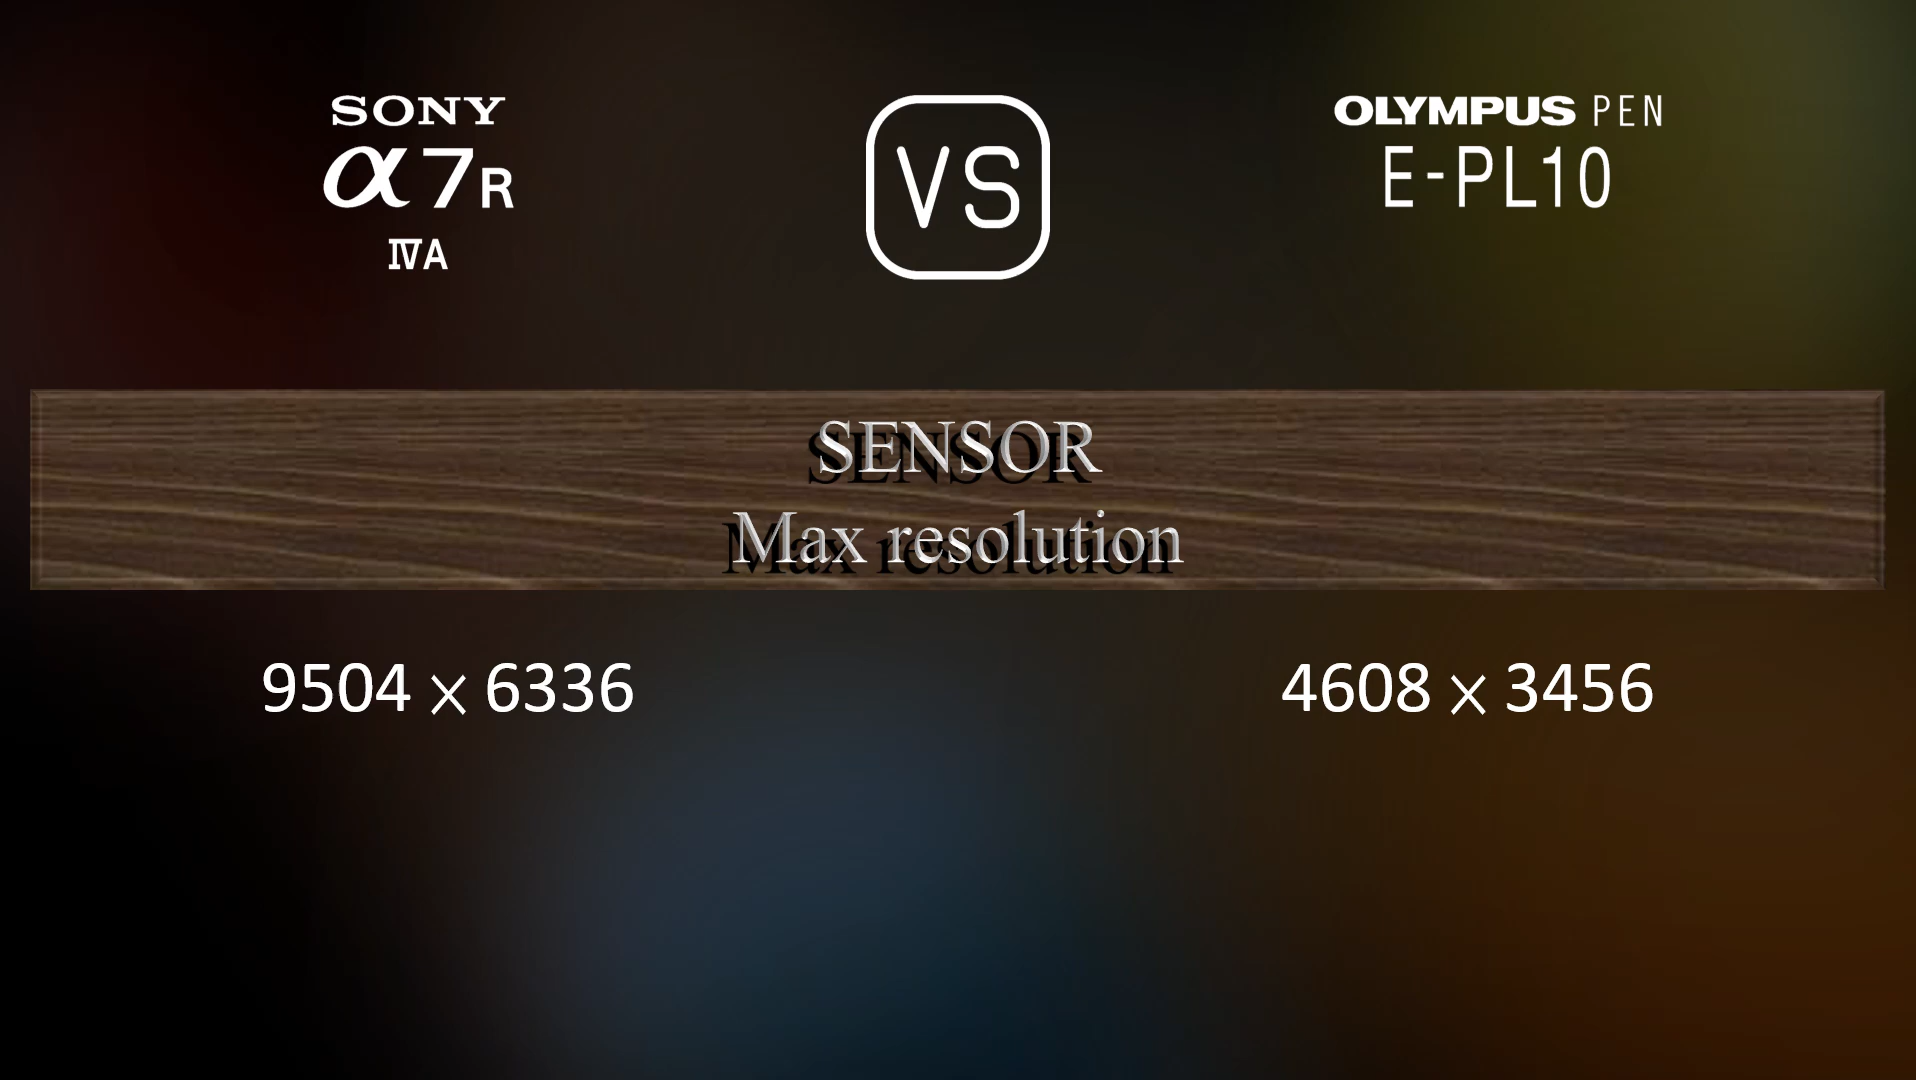 SONY
α7R
IVA
VS
OLYMPUS PEN
E-PL10
SENSOR
Max resolution
9504 x 6336
4608 x 3456